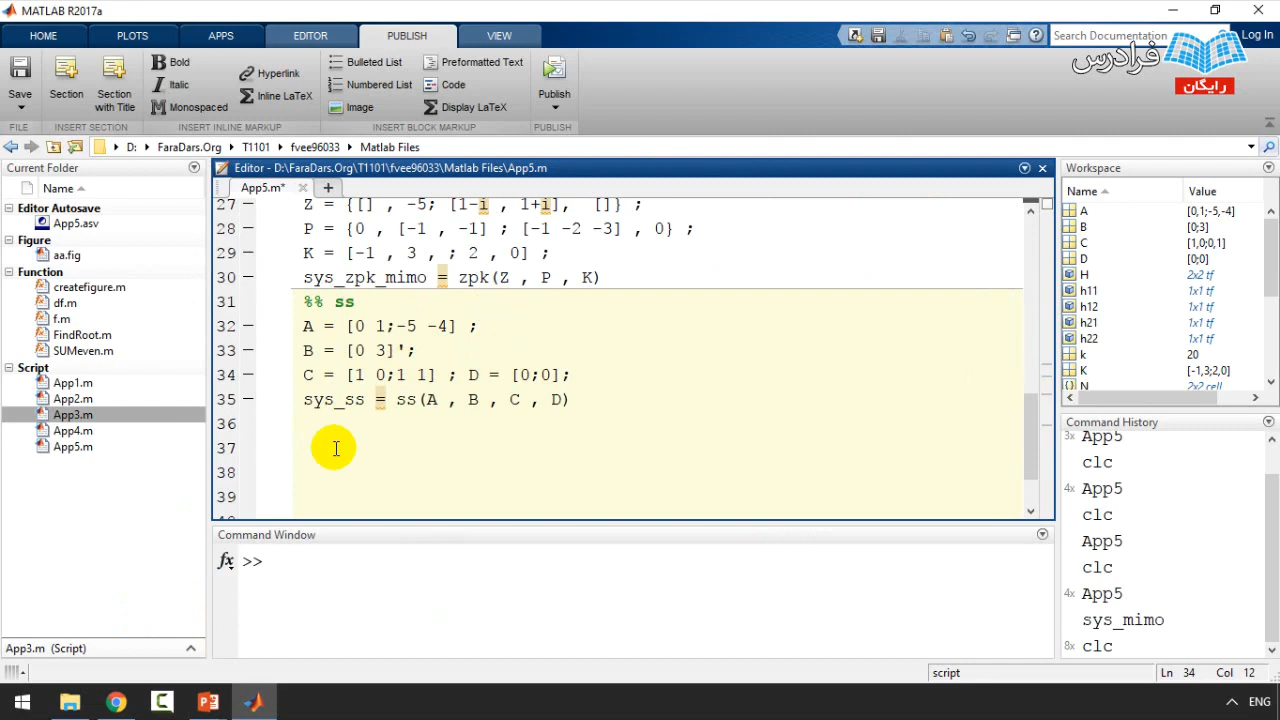 MATLAB R2017a
HOME PLOTS APPS EDITOR PUBLISH VIEW Search Documentation Log In
فرادرس
رایگان
Save Section Section with Title Bold Italic Monospaced Hyperlink Inline LaTeX Bulleted List Numbered List Image Preformatted Text Code Display LaTeX Publish
FILE INSERT SECTION INSERT INLINE MARKUP INSERT BLOCK MARKUP PUBLISH
D: FaraDars.Org T1101 fvee96033 Matlab Files
Current Folder
Name
Editor Autosave
App5.asv
Figure
aa.fig
Function
createfigure.m
df.m
f.m
FindRoot.m
SUMeven.m
Script
App1.m
App2.m
App3.m
App4.m
App5.m
App3.m (Script)
Editor - D:\FaraDars.Org\T1101\fvee96033\Matlab Files\App5.m
App5.m*
27 Z = {[] , -5; [1-i , 1+i], []} ;
28 P = {0 , [-1 , -1] ; [-1 -2 -3] , 0} ;
29 K = [-1 , 3 , ; 2 , 0] ;
30 sys_zpk_mimo = zpk(Z , P , K)
31 %% ss
32 A = [0 1;-5 -4] ;
33 B = [0 3]';
34 C = [1 0;1 1] ; D = [0;0];
35 sys_ss = ss(A , B , C , D)
36
37
38
39
Command Window
fx >>
Workspace
Name Value
A [0,1;-5,-4]
B [0;3]
C [1,0;0,1]
D [0;0]
H 2x2 tf
h11 1x1 tf
h12 1x1 tf
h21 1x1 tf
h22 1x1 tf
k 20
K [-1,3;2,0]
N 2x2 cell
Command History
3x App5
clc
4x App5
clc
App5
clc
4x App5
sys_mimo
8x clc
script Ln 34 Col 12
ENG